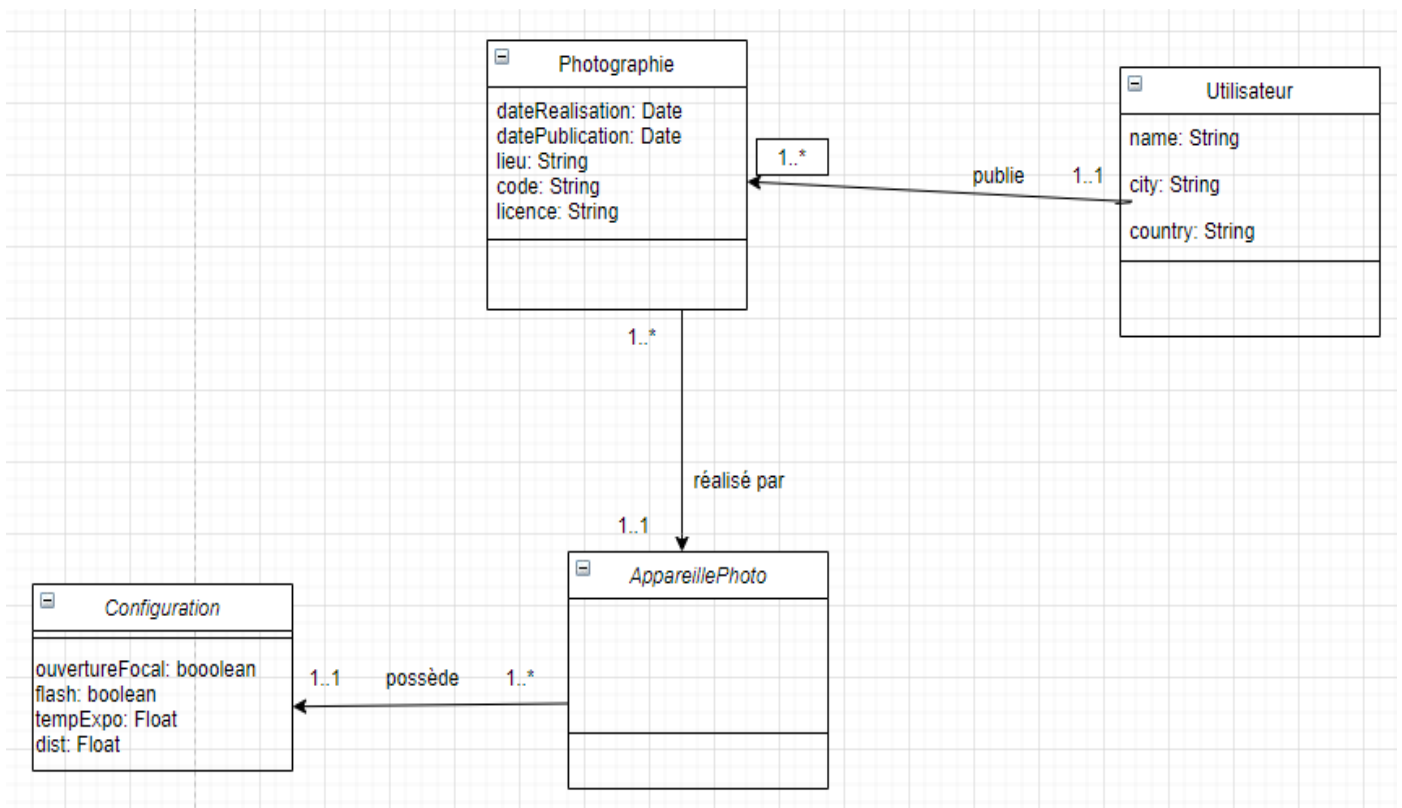 Photographie
dateRealisation: Date
datePublication: Date
lieu: String
code: String
licence: String
1..*
publie
1..1
Utilisateur
name: String
city: String
country: String
1..*
réalisé par
1..1
AppareillePhoto
Configuration
ouvertureFocal: booolean
flash: boolean
tempExpo: Float
dist: Float
1..1
possède
1..*